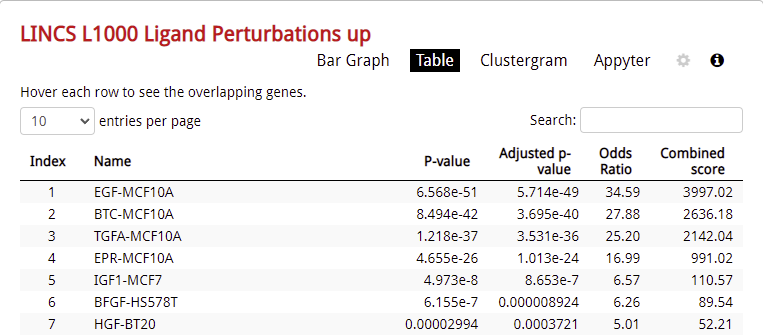 LINCS L1000 Ligand Perturbations up
Bar Graph Table Clustergram Appyter
Hover each row to see the overlapping genes.
10 entries per page Search:
Index Name P-value Adjusted p-value Odds Ratio Combined score
1 EGF-MCF10A 6.568e-51 5.714e-49 34.59 3997.02
2 BTC-MCF10A 8.494e-42 3.695e-40 27.88 2636.18
3 TGFA-MCF10A 1.218e-37 3.531e-36 25.20 2142.04
4 EPR-MCF10A 4.655e-26 1.013e-24 16.99 991.02
5 IGF1-MCF7 4.973e-8 8.653e-7 6.57 110.57
6 BFGF-HS578T 6.155e-7 0.000008924 6.26 89.54
7 HGF-BT20 0.00002994 0.0003721 5.01 52.21